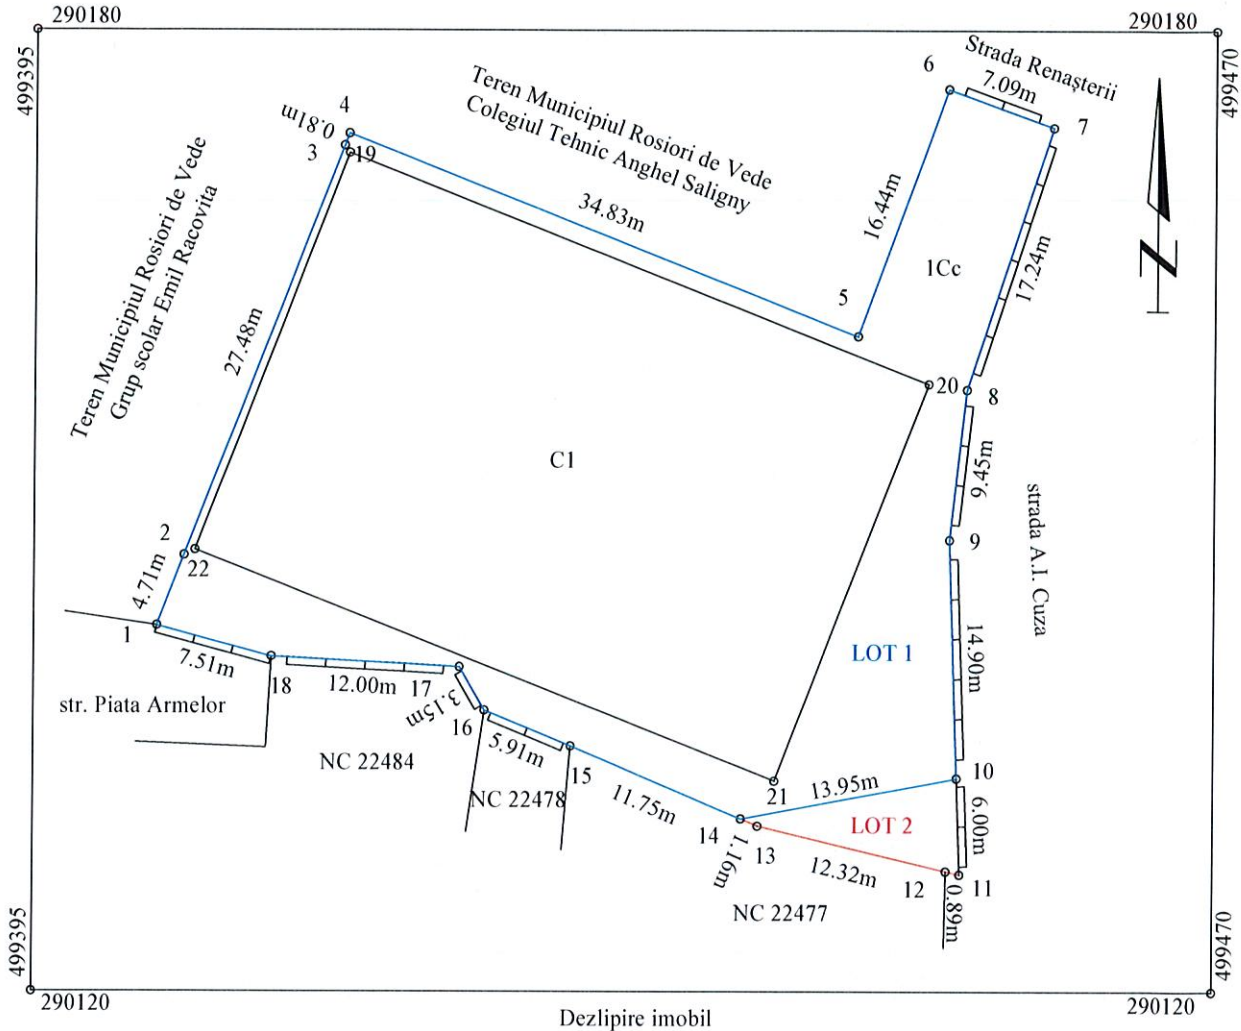 290180
290180
499395
499470
Strada Renașterii
6
7.09m
7
Teren Municipiul Rosiori de Vede
Colegiul Tehnic Anghel Saligny
4
0.81m
3
19
34.83m
16.44m
17.24m
1Cc
5
Teren Municipiul Rosiori de Vede
Grup scolar Emil Racovita
27.48m
20
8
N
C1
9.45m
strada A.I. Cuza
9
2
22
4.71m
1
7.51m
18
12.00m
17
3.15m
16
LOT 1
14.90m
str. Piata Armelor
NC 22484
5.91m
15
NC 22478
11.75m
21
13.95m
10
LOT 2
6.00m
14
13
1.16m
12.32m
12
11
0.89m
NC 22477
499395
499470
290120
290120
Dezlipire imobil